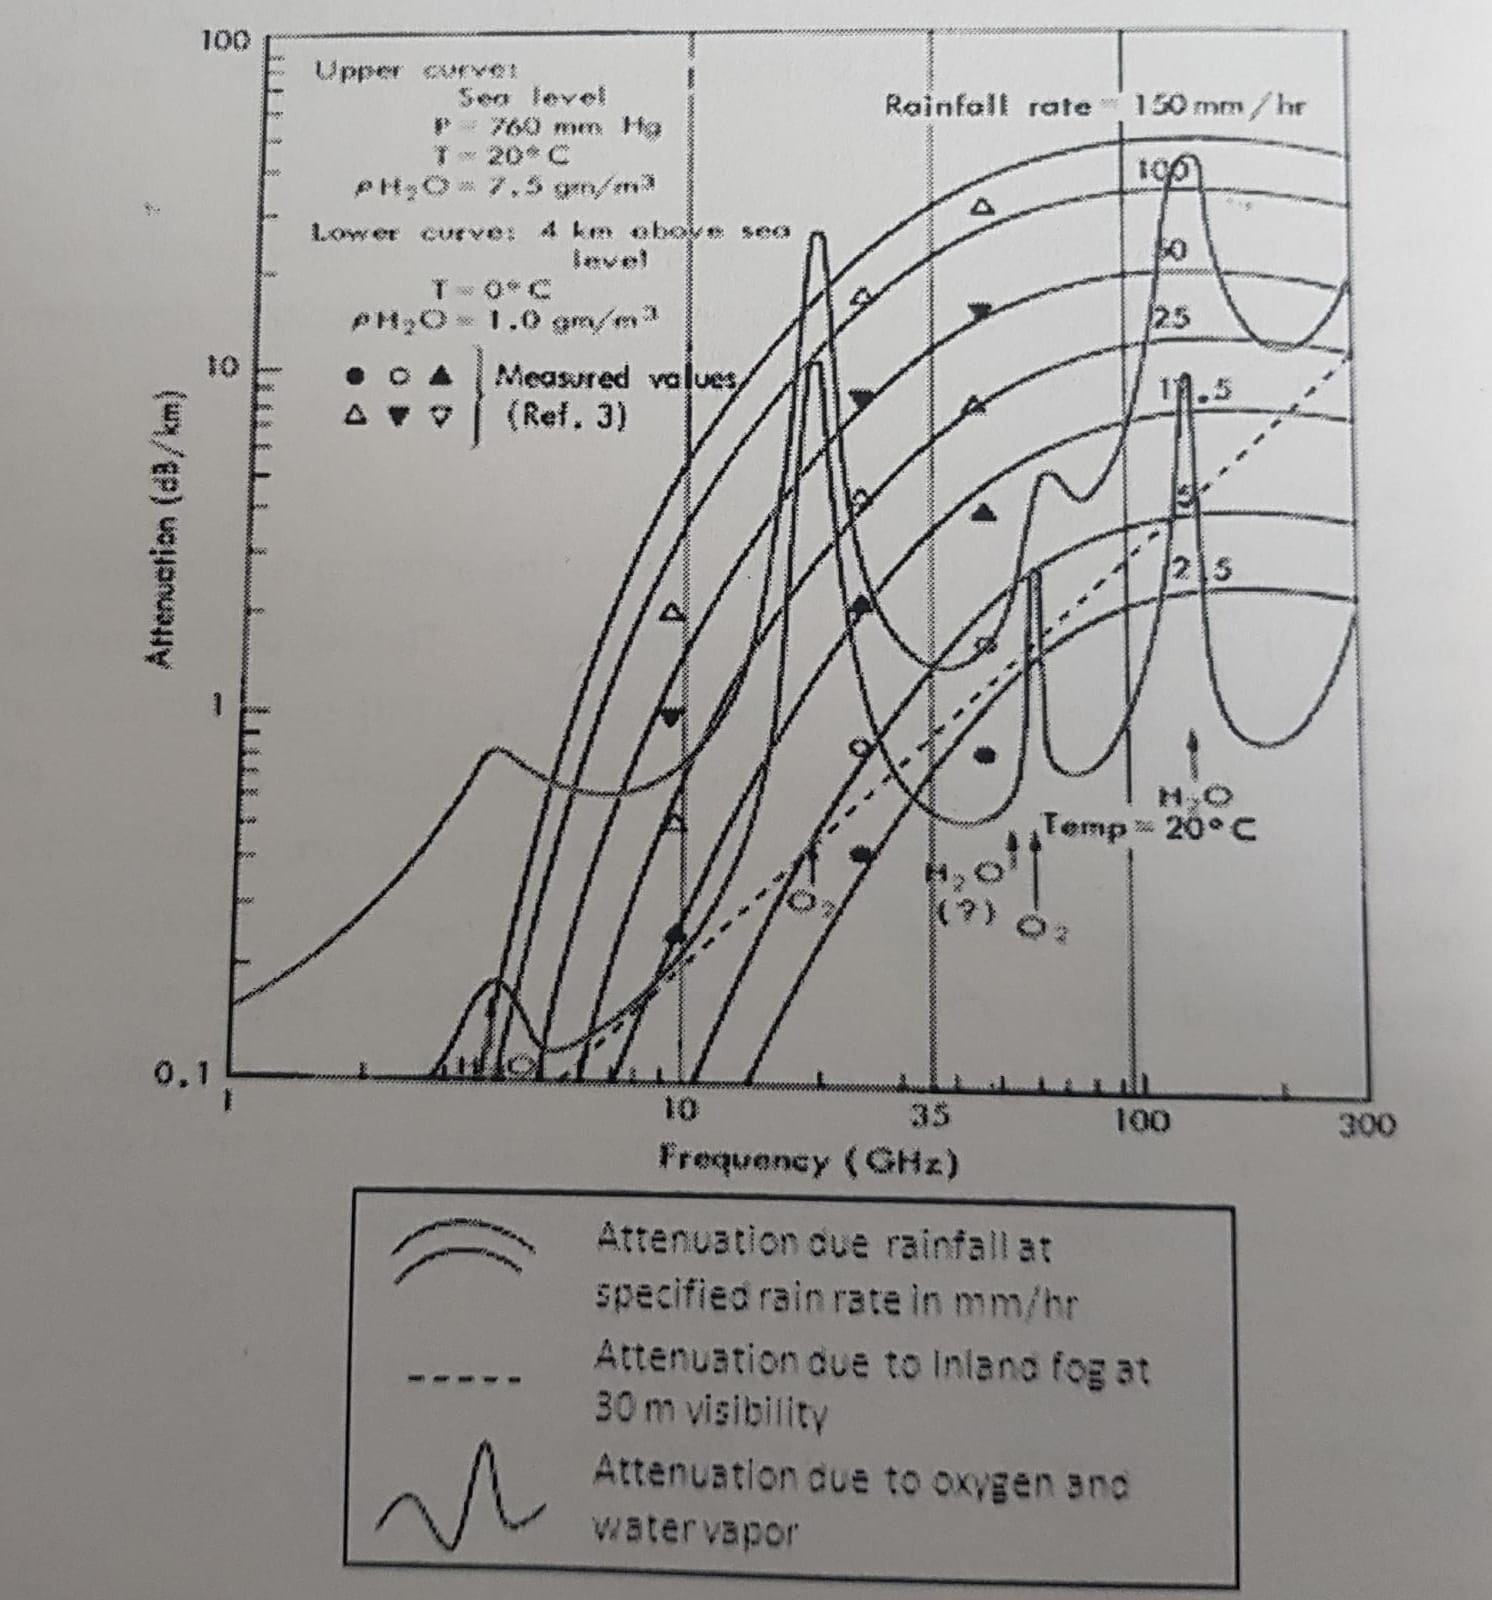 100
Upper curve:
Sea level
P = 760 mm Hg
T = 20° C
ρH₂O = 7.5 gm/m³
Lower curve: 4 km above sea
level
T = 0° C
ρH₂O = 1.0 gm/m³
● ○ ▲ Measured values
△ ▼ ▽ (Ref. 3)
Rainfall rate = 150 mm/hr
100
50
25
12.5
5
2.5
10
1
0.1
Attenuation (dB/km)
H₂O
O₂
H₂O
(?)
O₂
H₂O
Temp = 20° C
1
10
35
100
300
Frequency (GHz)
Attenuation due rainfall at
specified rain rate in mm/hr
Attenuation due to Inland fog at
30 m visibility
Attenuation due to oxygen and
water vapor